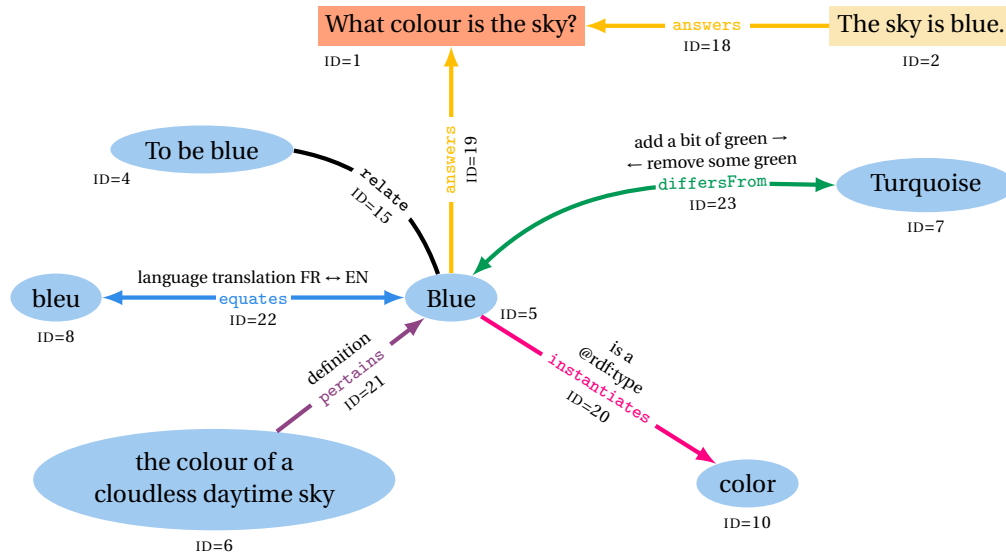 What colour is the sky?
ID=1
answers
ID=18
The sky is blue.
ID=2
To be blue
ID=4
relate
ID=15
answers
ID=19
add a bit of green →
← remove some green
differsFrom
ID=23
Turquoise
ID=7
bleu
ID=8
language translation FR ↔ EN
equates
ID=22
Blue
ID=5
definition
pertains
ID=21
is a
@rdf:type
instantiates
ID=20
the colour of a
cloudless daytime sky
ID=6
color
ID=10